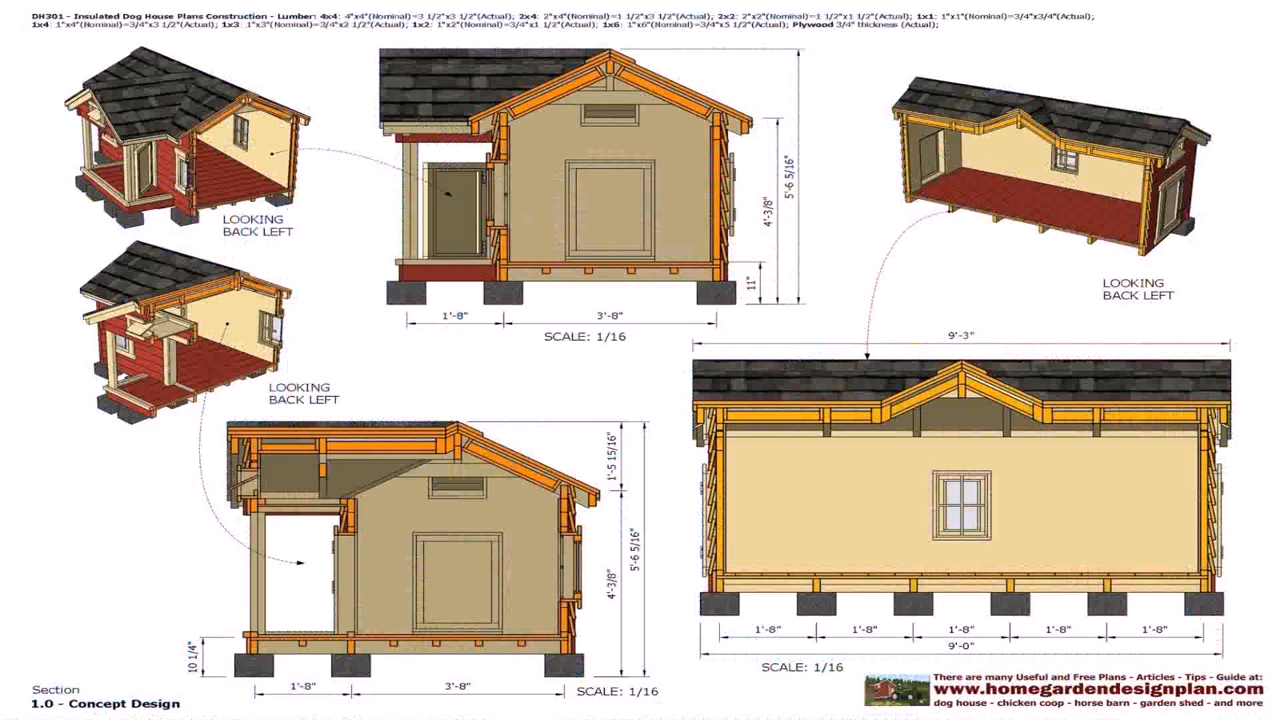 DH301 - Insulated Dog House Plans Construction - Lumber: 4x4: 4"x4"(Nominal)=3 1/2"x3 1/2"(Actual); 2x4: 2"x4"(Nominal)=1 1/2"x3 1/2"(Actual); 2x2: 2"x2"(Nominal)=1 1/2"x1 1/2"(Actual); 1x1: 1"x1"(Nominal)=3/4"x3/4"(Actual);
1x4: 1"x4"(Nominal)=3/4"x3 1/2"(Actual); 1x3: 1"x3"(Nominal)=3/4"x2 1/2"(Actual); 1x2: 1"x2"(Nominal)=3/4"x1 1/2"(Actual); 1x6: 1"x6"(Nominal)=3/4"x5 1/2"(Actual); Plywood 3/4" thickness (Actual);
LOOKING
BACK LEFT
5'-6 5/16"
4'-3/8"
11"
1'-8"
3'-8"
SCALE: 1/16
LOOKING
BACK LEFT
LOOKING
BACK LEFT
1'-5 15/16"
5'-6 5/16"
4'-3/8"
10 1/4"
1'-8"
3'-8"
SCALE: 1/16
9'-3"
1'-8"
1'-8"
1'-8"
1'-8"
1'-8"
9'-0"
SCALE: 1/16
Section
1.0 - Concept Design
There are many Useful and Free Plans - Articles - Tips - Guide at:
www.homegardendesignplan.com
dog house - chicken coop - horse barn - garden shed - and more